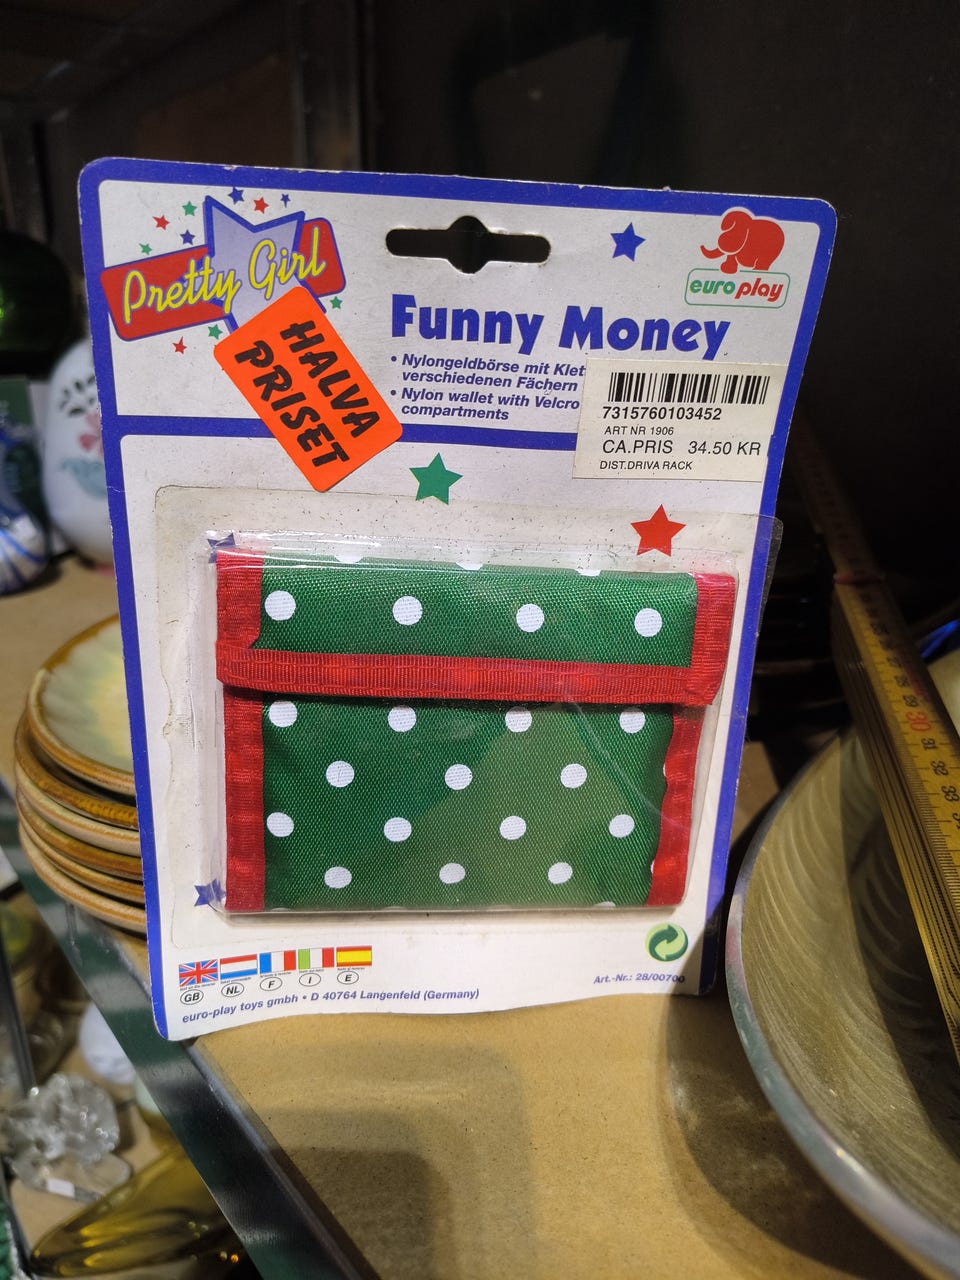 Pretty Girl
euro play
Funny Money
• Nylongeldbörse mit Klet
verschiedenen Fächern
• Nylon wallet with Velcro
compartments
HALVA
PRISET
7315760103452
ART NR 1906
CA.PRIS 34.50 KR
DIST.DRIVA RACK
GB
NL
F
I
E
euro-play toys gmbh • D 40764 Langenfeld (Germany)
Art.-Nr.: 28/00700